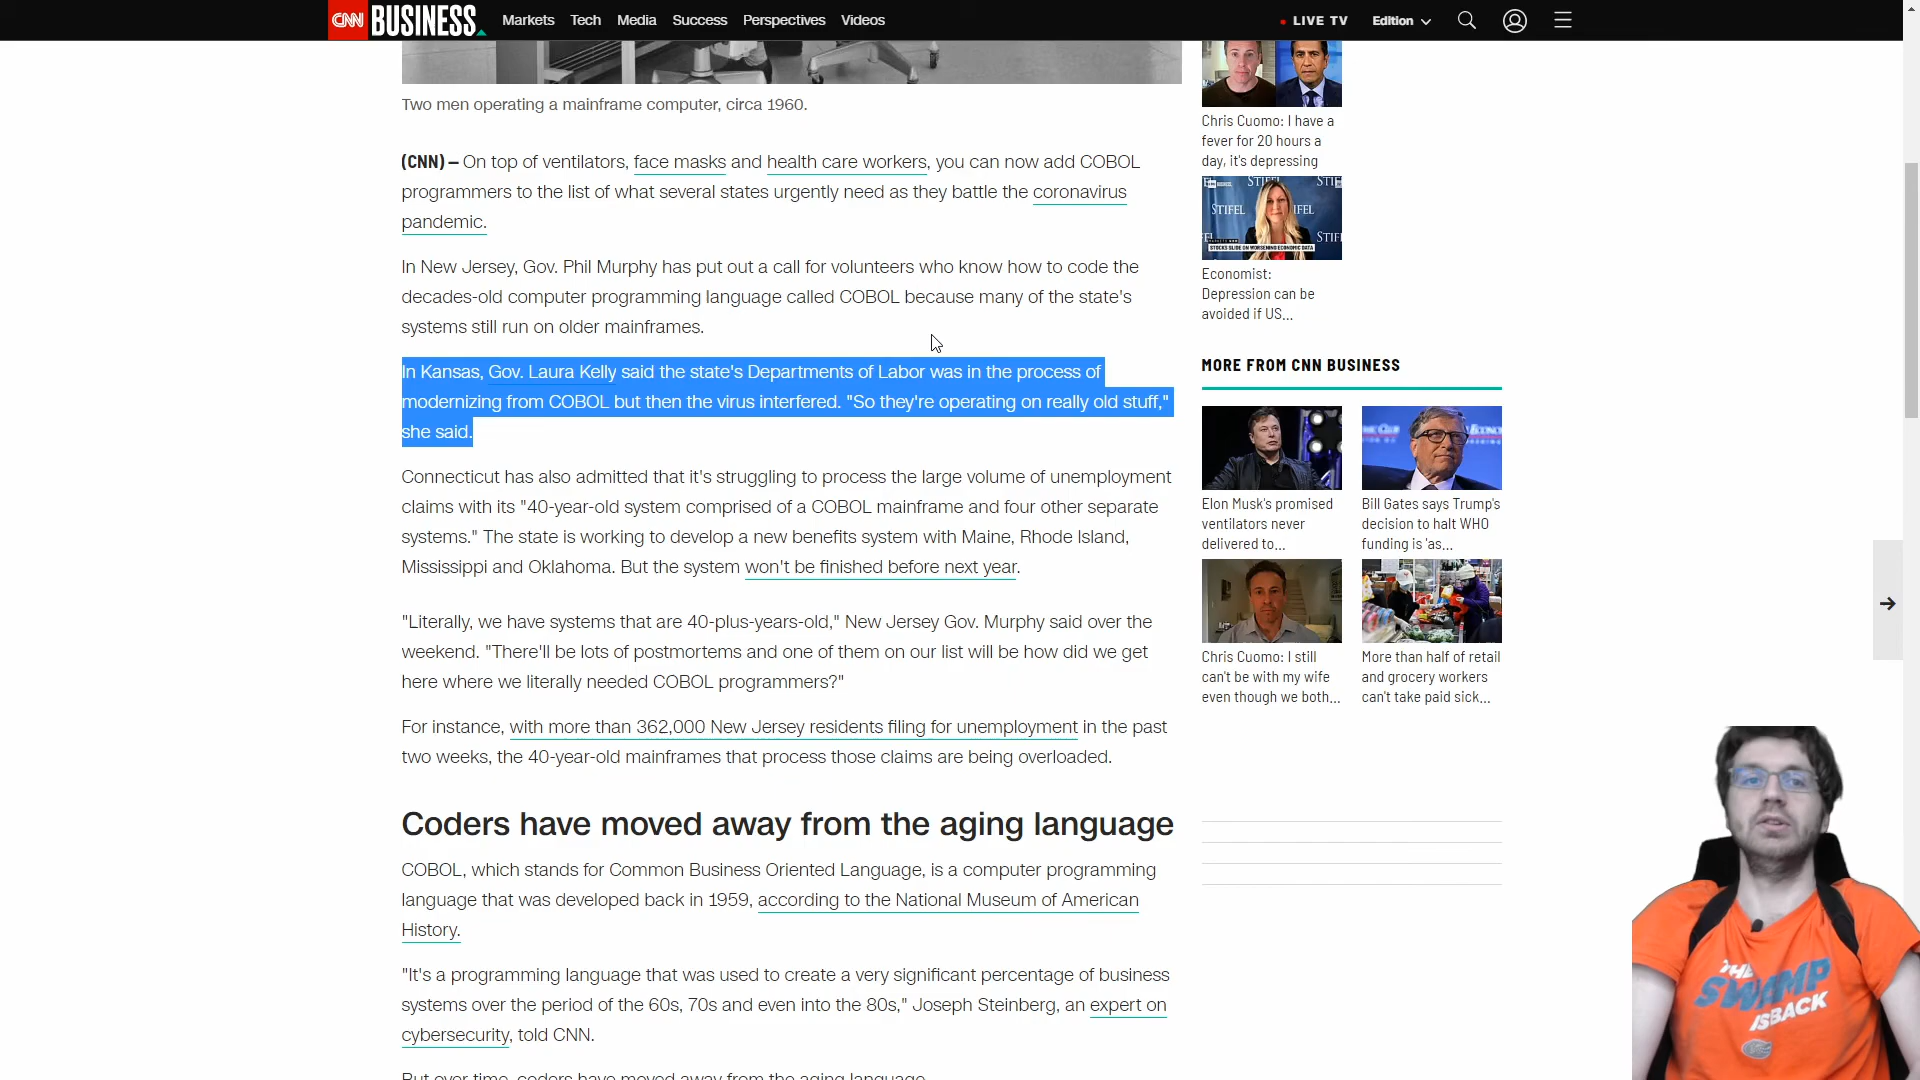 CNN BUSINESS Markets Tech Media Success Perspectives Videos LIVE TV Edition
Two men operating a mainframe computer, circa 1960.
(CNN) — On top of ventilators, face masks and health care workers, you can now add COBOL
programmers to the list of what several states urgently need as they battle the coronavirus
pandemic.
In New Jersey, Gov. Phil Murphy has put out a call for volunteers who know how to code the
decades-old computer programming language called COBOL because many of the state's
systems still run on older mainframes.
In Kansas, Gov. Laura Kelly said the state's Departments of Labor was in the process of
modernizing from COBOL but then the virus interfered. "So they're operating on really old stuff,"
she said.
Connecticut has also admitted that it's struggling to process the large volume of unemployment
claims with its "40-year-old system comprised of a COBOL mainframe and four other separate
systems." The state is working to develop a new benefits system with Maine, Rhode Island,
Mississippi and Oklahoma. But the system won't be finished before next year.
"Literally, we have systems that are 40-plus-years-old," New Jersey Gov. Murphy said over the
weekend. "There'll be lots of postmortems and one of them on our list will be how did we get
here where we literally needed COBOL programmers?"
For instance, with more than 362,000 New Jersey residents filing for unemployment in the past
two weeks, the 40-year-old mainframes that process those claims are being overloaded.
Coders have moved away from the aging language
COBOL, which stands for Common Business Oriented Language, is a computer programming
language that was developed back in 1959, according to the National Museum of American
History.
"It's a programming language that was used to create a very significant percentage of business
systems over the period of the 60s, 70s and even into the 80s," Joseph Steinberg, an expert on
cybersecurity, told CNN.
But over time, coders have moved away from the aging language
Chris Cuomo: I have a
fever for 20 hours a
day, it's depressing
STIFEL
STOCKS SLIDE ON WORSENING ECONOMIC DATA
Economist:
Depression can be
avoided if US...
MORE FROM CNN BUSINESS
Elon Musk's promised
ventilators never
delivered to...
Bill Gates says Trump's
decision to halt WHO
funding is 'as...
Chris Cuomo: I still
can't be with my wife
even though we both...
More than half of retail
and grocery workers
can't take paid sick...
THE
SWAMP
IS BACK